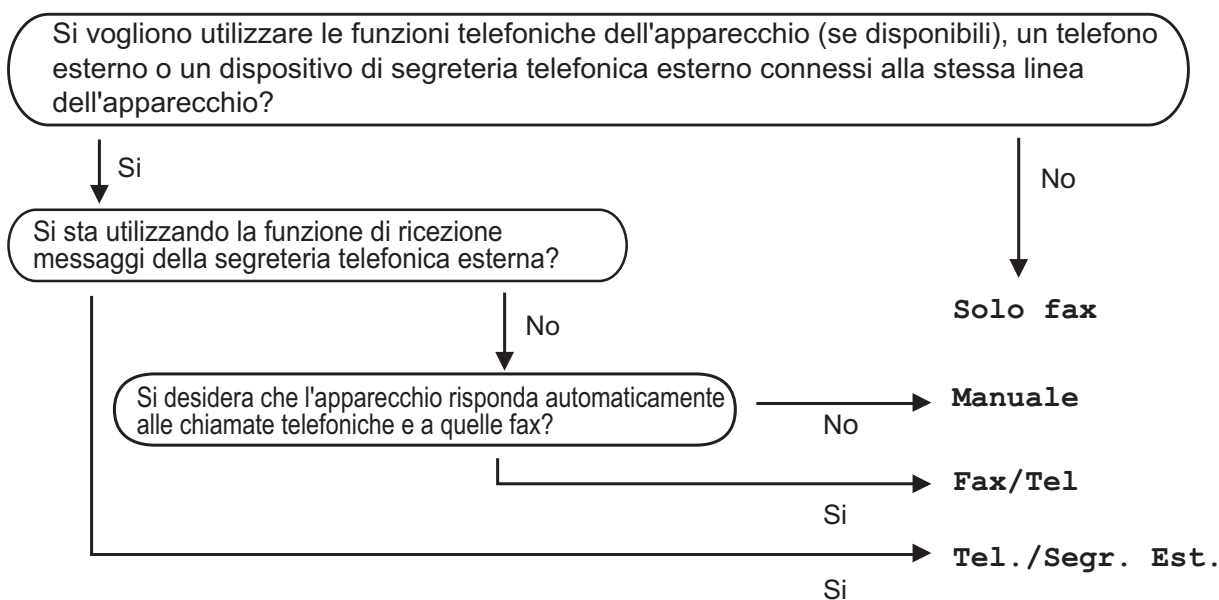 Si vogliono utilizzare le funzioni telefoniche dell'apparecchio (se disponibili), un telefono
esterno o un dispositivo di segreteria telefonica esterno connessi alla stessa linea
dell'apparecchio?
Si
No
Si sta utilizzando la funzione di ricezione
messaggi della segreteria telefonica esterna?
Solo fax
No
Si desidera che l'apparecchio risponda automaticamente
alle chiamate telefoniche e a quelle fax?
No
Manuale
Fax/Tel
Si
Tel./Segr. Est.
Si